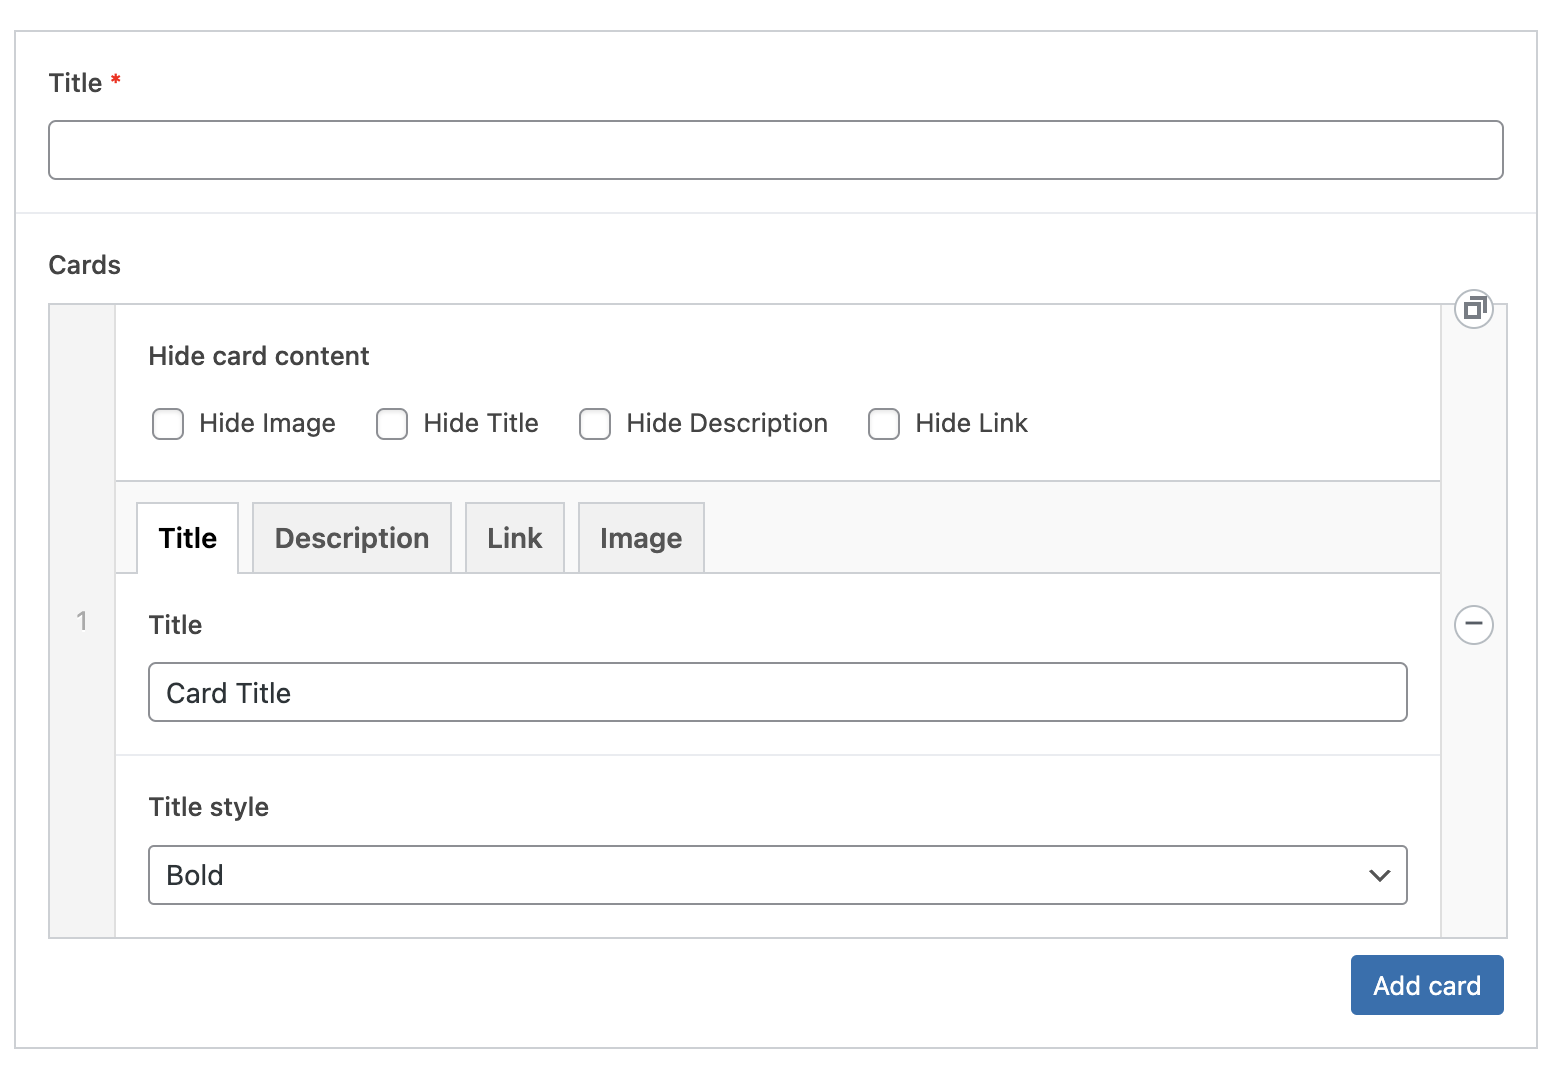 Title *
Cards
Hide card content
Hide Image Hide Title Hide Description Hide Link
Title Description Link Image
1
Title
Card Title
Title style
Bold
Add card